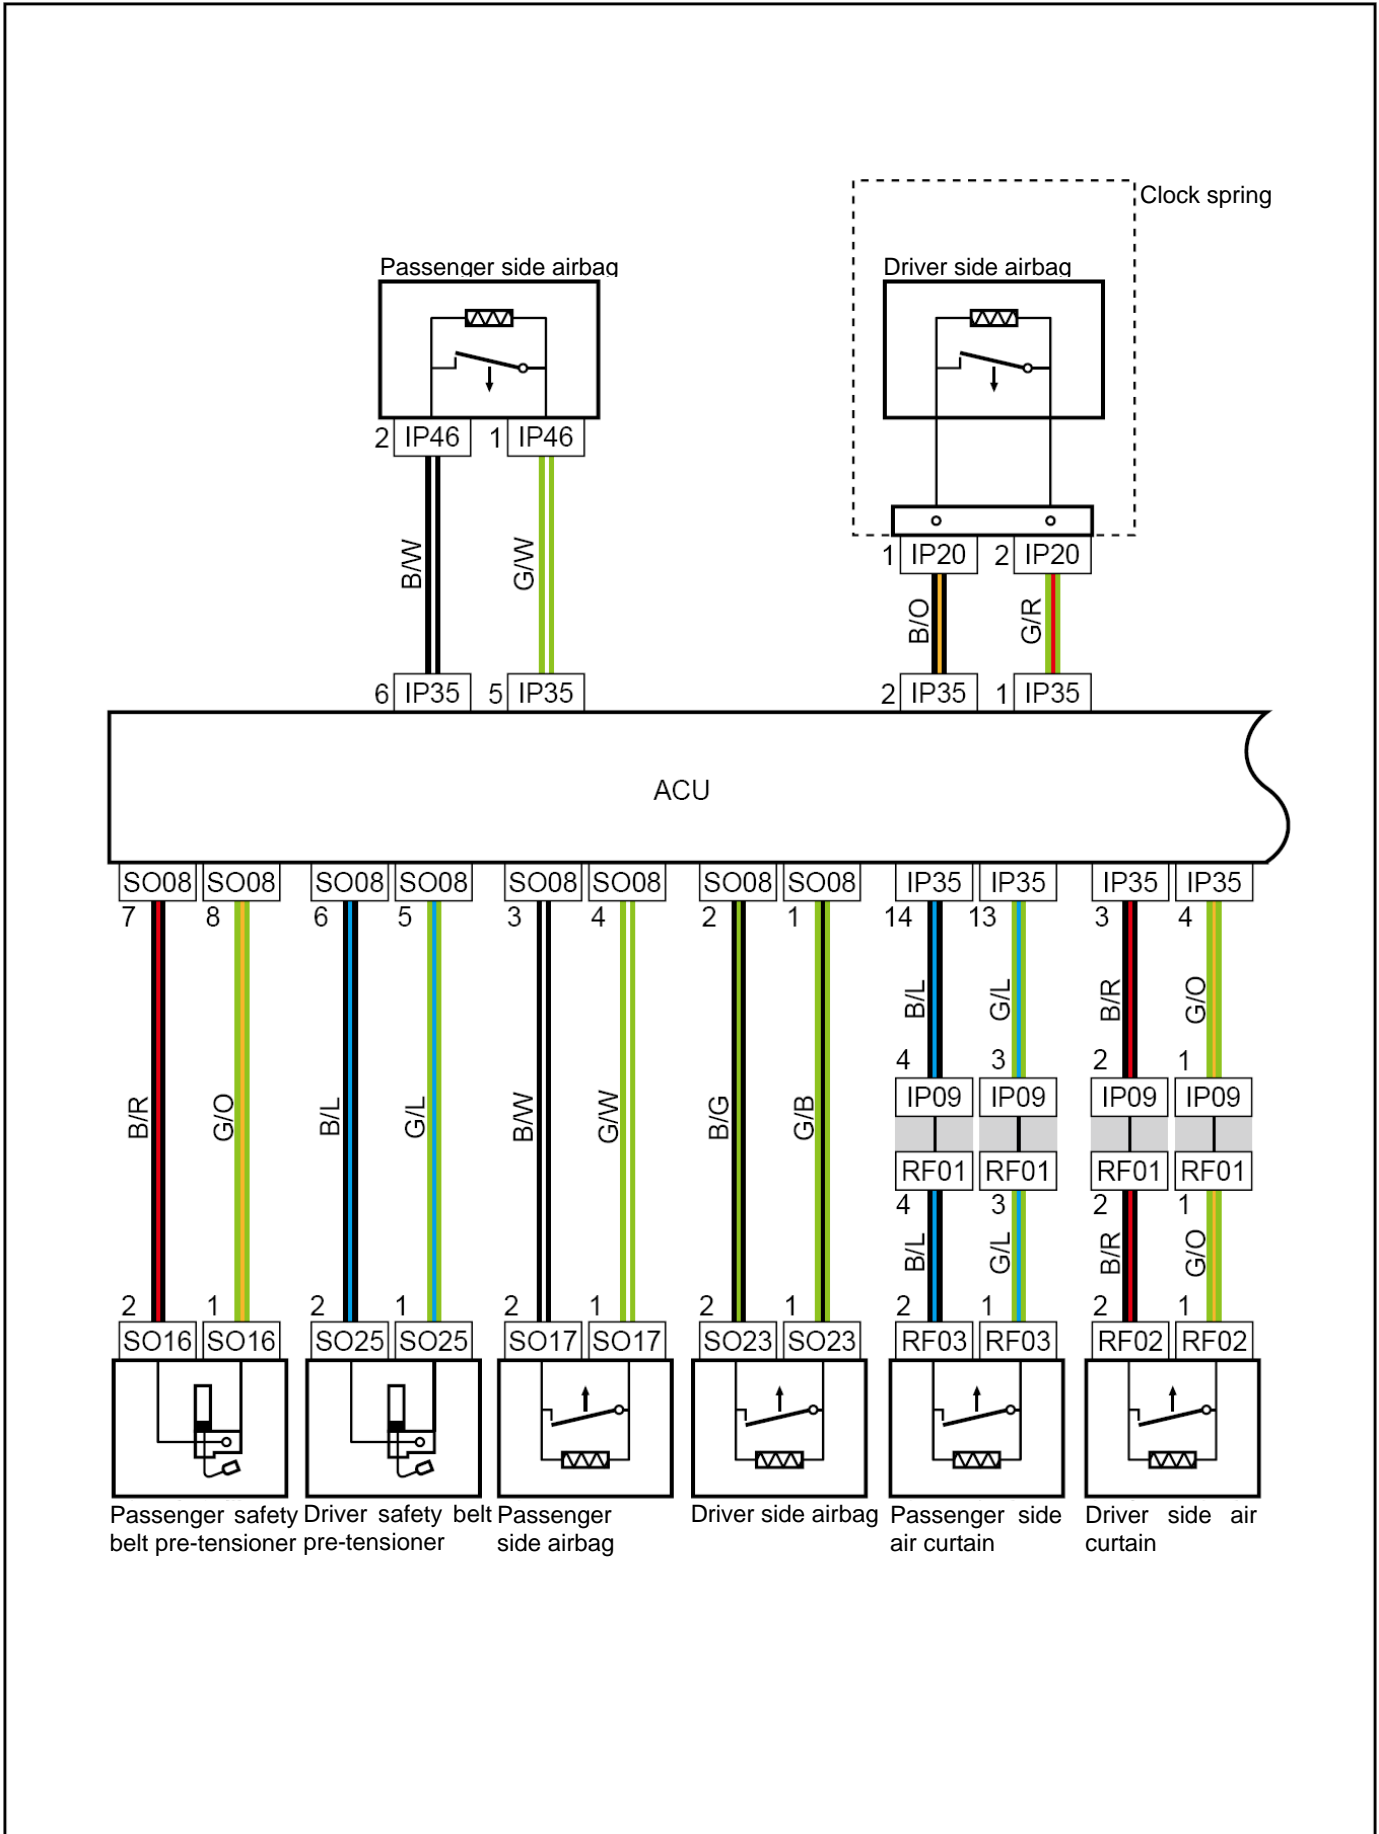 Clock spring
Passenger side airbag
Driver side airbag
2 IP46 1 IP46
1 IP20 2 IP20
B/W G/W B/O G/R
6 IP35 5 IP35 2 IP35 1 IP35
ACU
SO08 SO08 SO08 SO08 SO08 SO08 SO08 SO08 IP35 IP35 IP35 IP35
7 8 6 5 3 4 2 1 14 13 3 4
B/L G/L B/R G/O
4 3 2 1
IP09 IP09 IP09 IP09
B/R G/O B/L G/L B/W G/W B/G G/B
RF01 RF01 RF01 RF01
4 3 2 1
B/L G/L B/R G/O
2 1 2 1 2 1 2 1 2 1 2 1
SO16 SO16 SO25 SO25 SO17 SO17 SO23 SO23 RF03 RF03 RF02 RF02
Passenger safety
belt pre-tensioner
Driver safety belt
pre-tensioner
Passenger
side airbag
Driver side airbag
Passenger side
air curtain
Driver side air
curtain